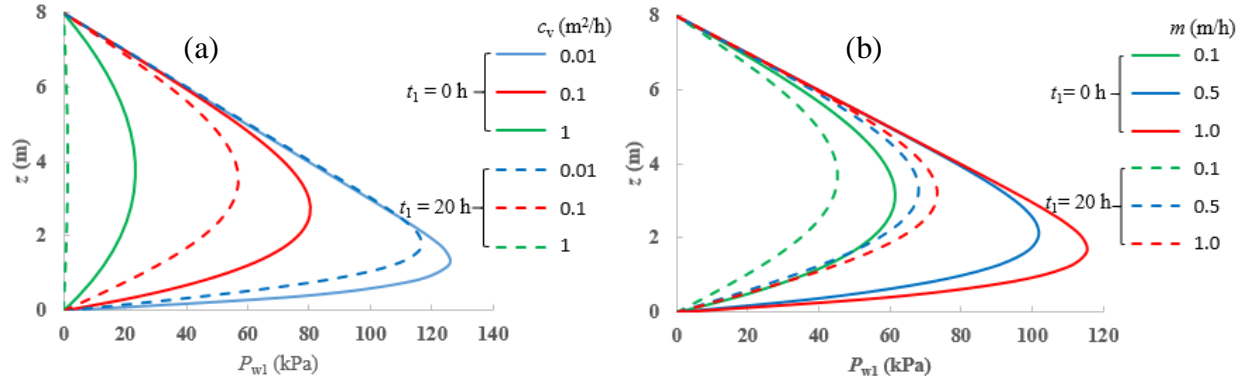 (a)
c_v (m²/h)
t₁ = 0 h
0.01
0.1
1
t₁ = 20 h
0.01
0.1
1
z (m)
8
6
4
2
0
0 20 40 60 80 100 120 140
P_w1 (kPa)
(b)
m (m/h)
t₁= 0 h
0.1
0.5
1.0
t₁= 20 h
0.1
0.5
1.0
z (m)
8
6
4
2
0
0 20 40 60 80 100 120
P_w1 (kPa)